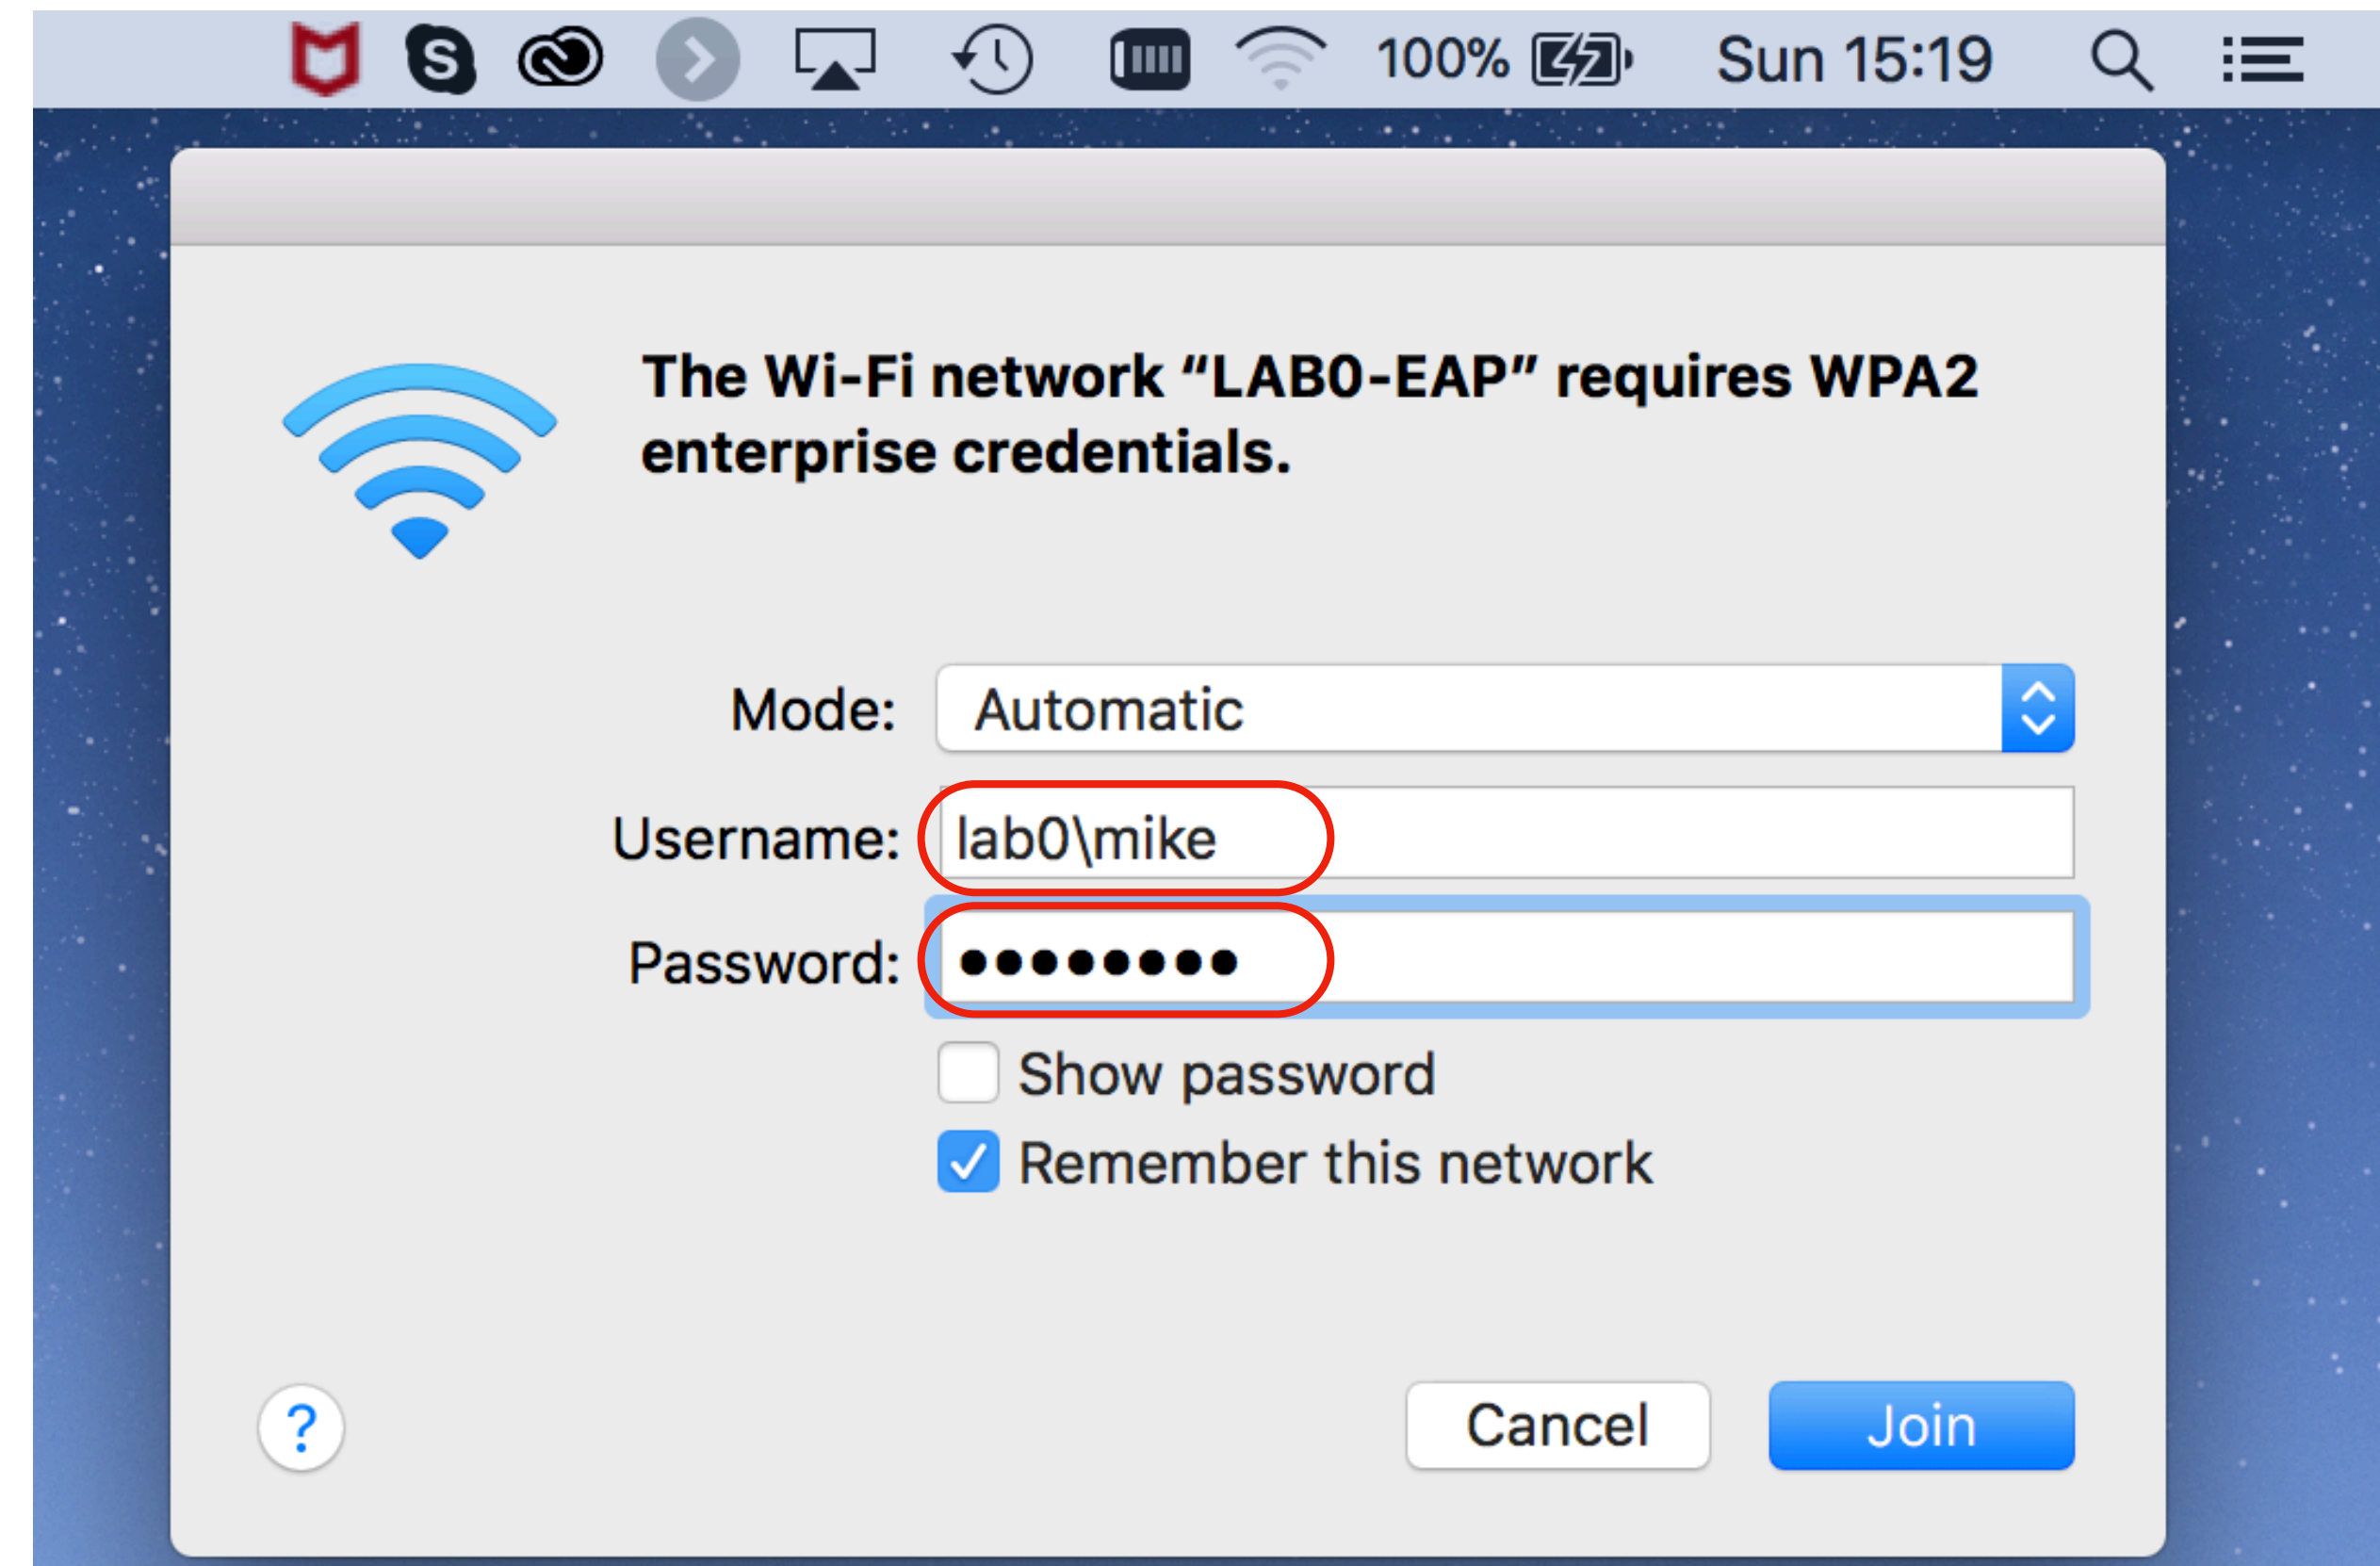 100% Sun 15:19
The Wi-Fi network “LAB0-EAP” requires WPA2
enterprise credentials.
Mode: Automatic
Username: lab0\mike
Password: ••••••••
Show password
Remember this network
? Cancel Join